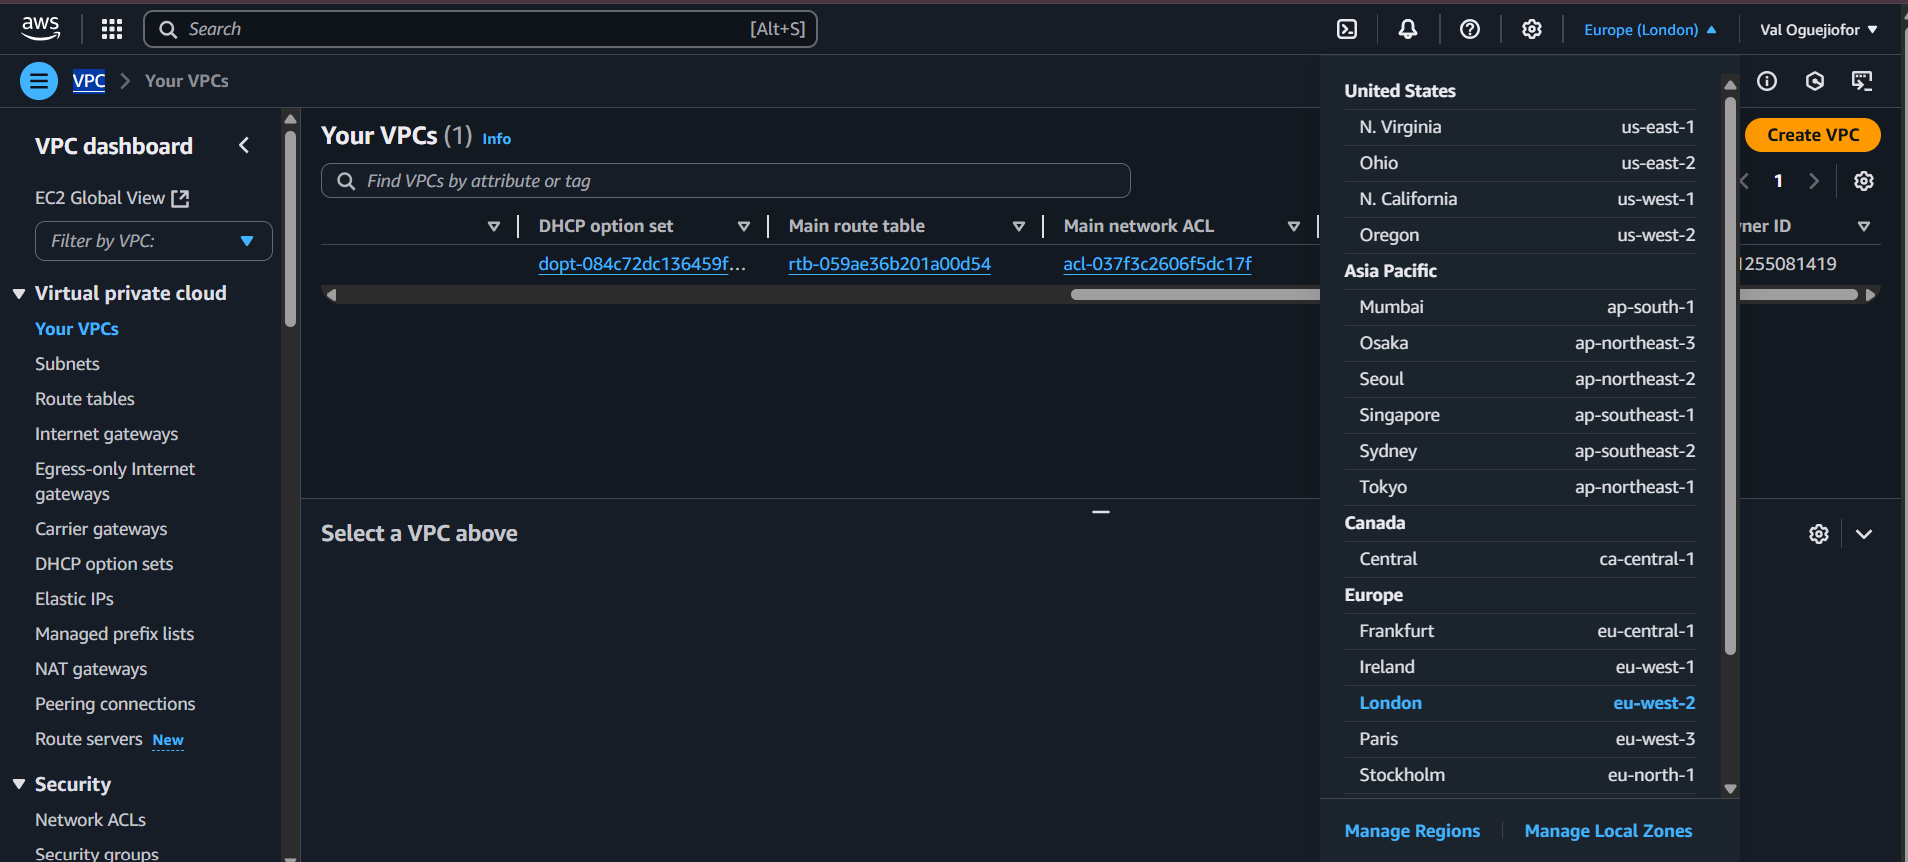 aws
Search [Alt+S]
Europe (London)
Val Oguejiofor
VPC
Your VPCs
VPC dashboard
EC2 Global View
Filter by VPC:
Virtual private cloud
Your VPCs
Subnets
Route tables
Internet gateways
Egress-only Internet
gateways
Carrier gateways
DHCP option sets
Elastic IPs
Managed prefix lists
NAT gateways
Peering connections
Route servers New
Security
Network ACLs
Security groups
Your VPCs (1) Info
Create VPC
Find VPCs by attribute or tag
1
DHCP option set
Main route table
Main network ACL
ner ID
dopt-084c72dc136459f...
rtb-059ae36b201a00d54
acl-037f3c2606f5dc17f
1255081419
Select a VPC above
United States
N. Virginia us-east-1
Ohio us-east-2
N. California us-west-1
Oregon us-west-2
Asia Pacific
Mumbai ap-south-1
Osaka ap-northeast-3
Seoul ap-northeast-2
Singapore ap-southeast-1
Sydney ap-southeast-2
Tokyo ap-northeast-1
Canada
Central ca-central-1
Europe
Frankfurt eu-central-1
Ireland eu-west-1
London eu-west-2
Paris eu-west-3
Stockholm eu-north-1
Manage Regions
Manage Local Zones